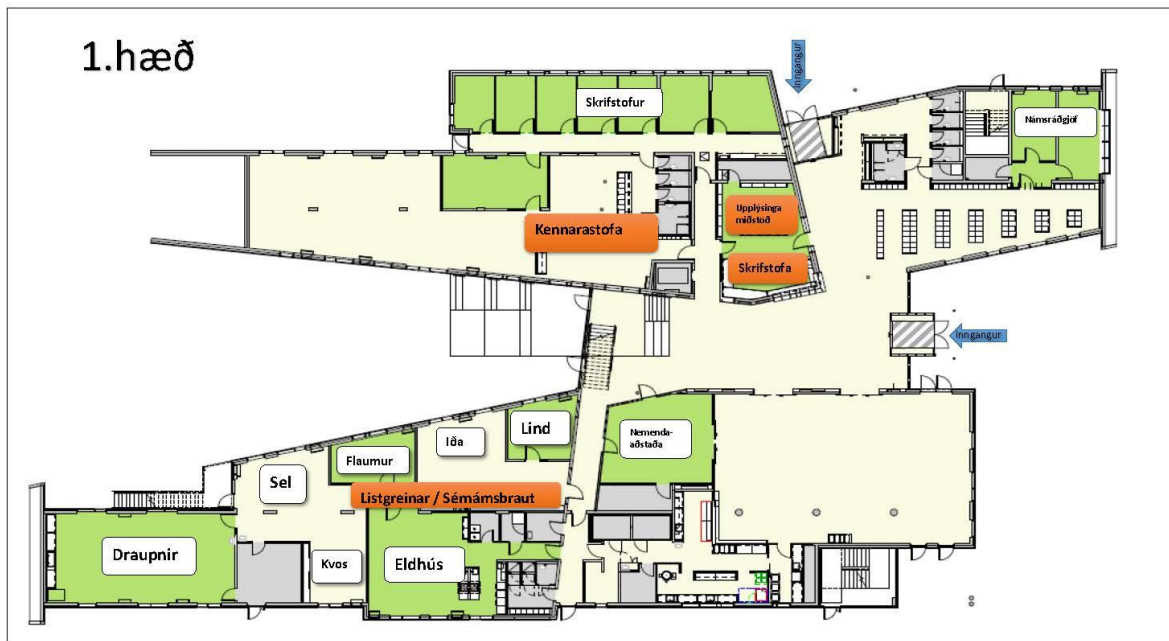 1.hæð
Inngangur
Skrifstofur
Námsráðgjöf
Upplýsinga
miðstoð
Kennarastofa
Skrifstofa
Inngangur
Lind
Iða
Nemenda-
aðstaða
Flaumur
Sel
Listgreinar / Sérnámsbraut
Draupnir
Kvos
Eldhús